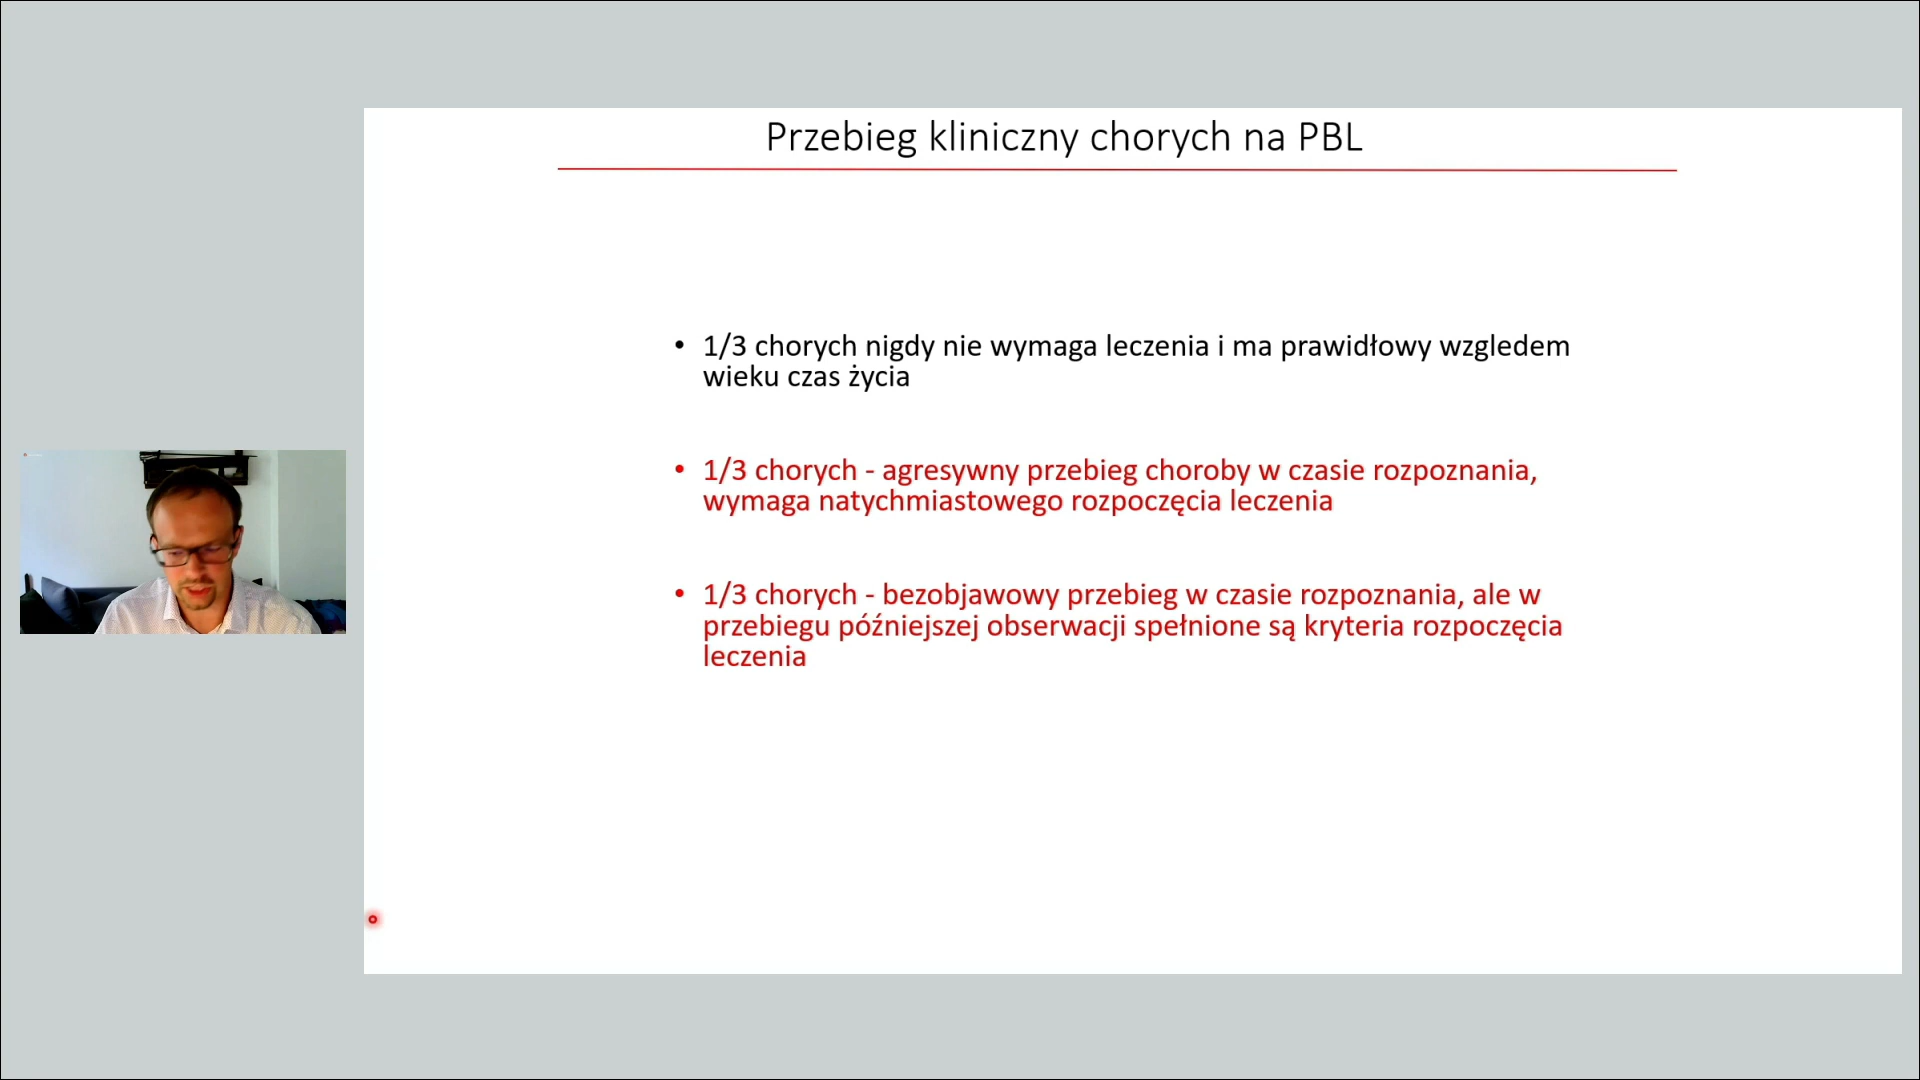 Przebieg kliniczny chorych na PBL
• 1/3 chorych nigdy nie wymaga leczenia i ma prawidłowy wzgledem
wieku czas życia
• 1/3 chorych - agresywny przebieg choroby w czasie rozpoznania,
wymaga natychmiastowego rozpoczęcia leczenia
• 1/3 chorych - bezobjawowy przebieg w czasie rozpoznania, ale w
przebiegu późniejszej obserwacji spełnione są kryteria rozpoczęcia
leczenia